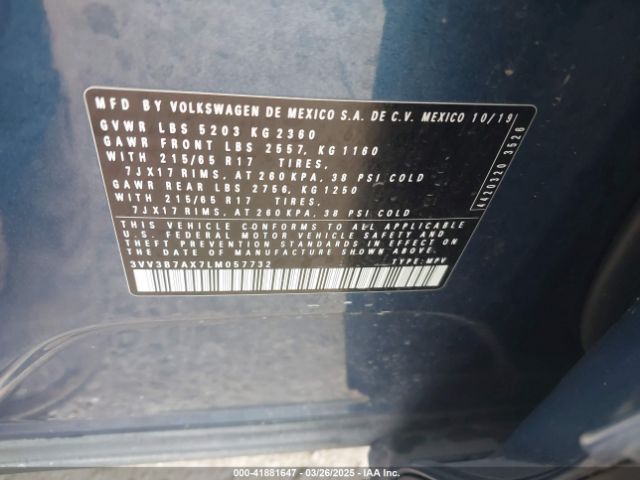 MFD BY VOLKSWAGEN DE MEXICO S.A. DE C.V. MEXICO 10/19
GVWR LBS 5203 KG 2360
GAWR FRONT LBS 2557, KG 1160
WITH 215/65 R17 TIRES,
7JX17 RIMS, AT 260 KPA, 38 PSI COLD
GAWR REAR LBS 2756, KG 1250
WITH 215/65 R17 TIRES,
7JX17 RIMS, AT 260 KPA, 38 PSI COLD
THIS VEHICLE CONFORMS TO ALL APPLICABLE
U.S. FEDERAL MOTOR VEHICLE SAFETY AND
THEFT PREVENTION STANDARDS IN EFFECT ON
THE DATE OF MANUFACTURE SHOWN ABOVE.
3VV3B7AX7LM057732 TYPE: MPV
4420320 3526
000-41881647 - 03/26/2025 - IAA Inc.